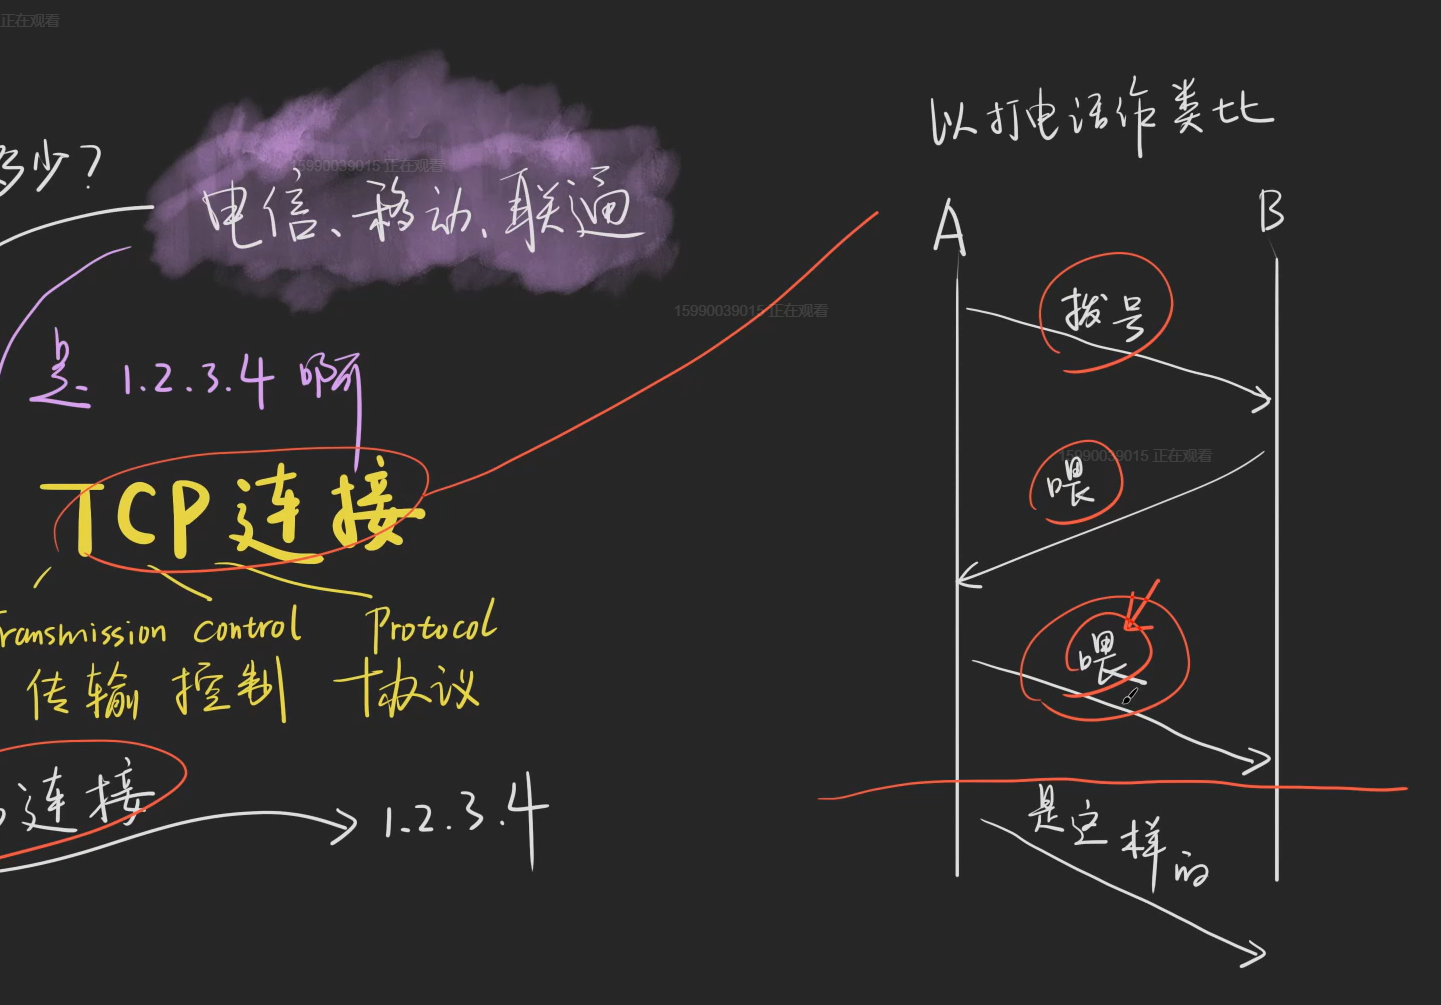 正在观看
以打电话作类比
多少?
15990039015 正在观看
电信、移动、联通
A
B
拨号
15990039015 正在观看
是 1.2.3.4 啊
15990039015 正在观看
喂
TCP连接
Transmission Control Protocol
传输 控制 协议
喂
连接
1.2.3.4
是这样的